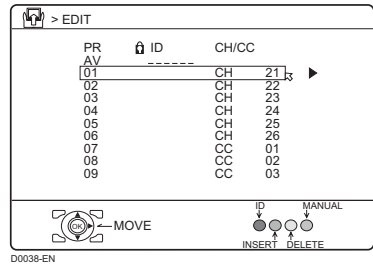 > EDIT
PR ID CH/CC
AV _ _ _ _ _ _
01 CH 21
02 CH 22
03 CH 23
04 CH 24
05 CH 25
06 CH 26
07 CC 01
08 CC 02
09 CC 03
ID MANUAL
OK MOVE
INSERT DELETE
D0038-EN